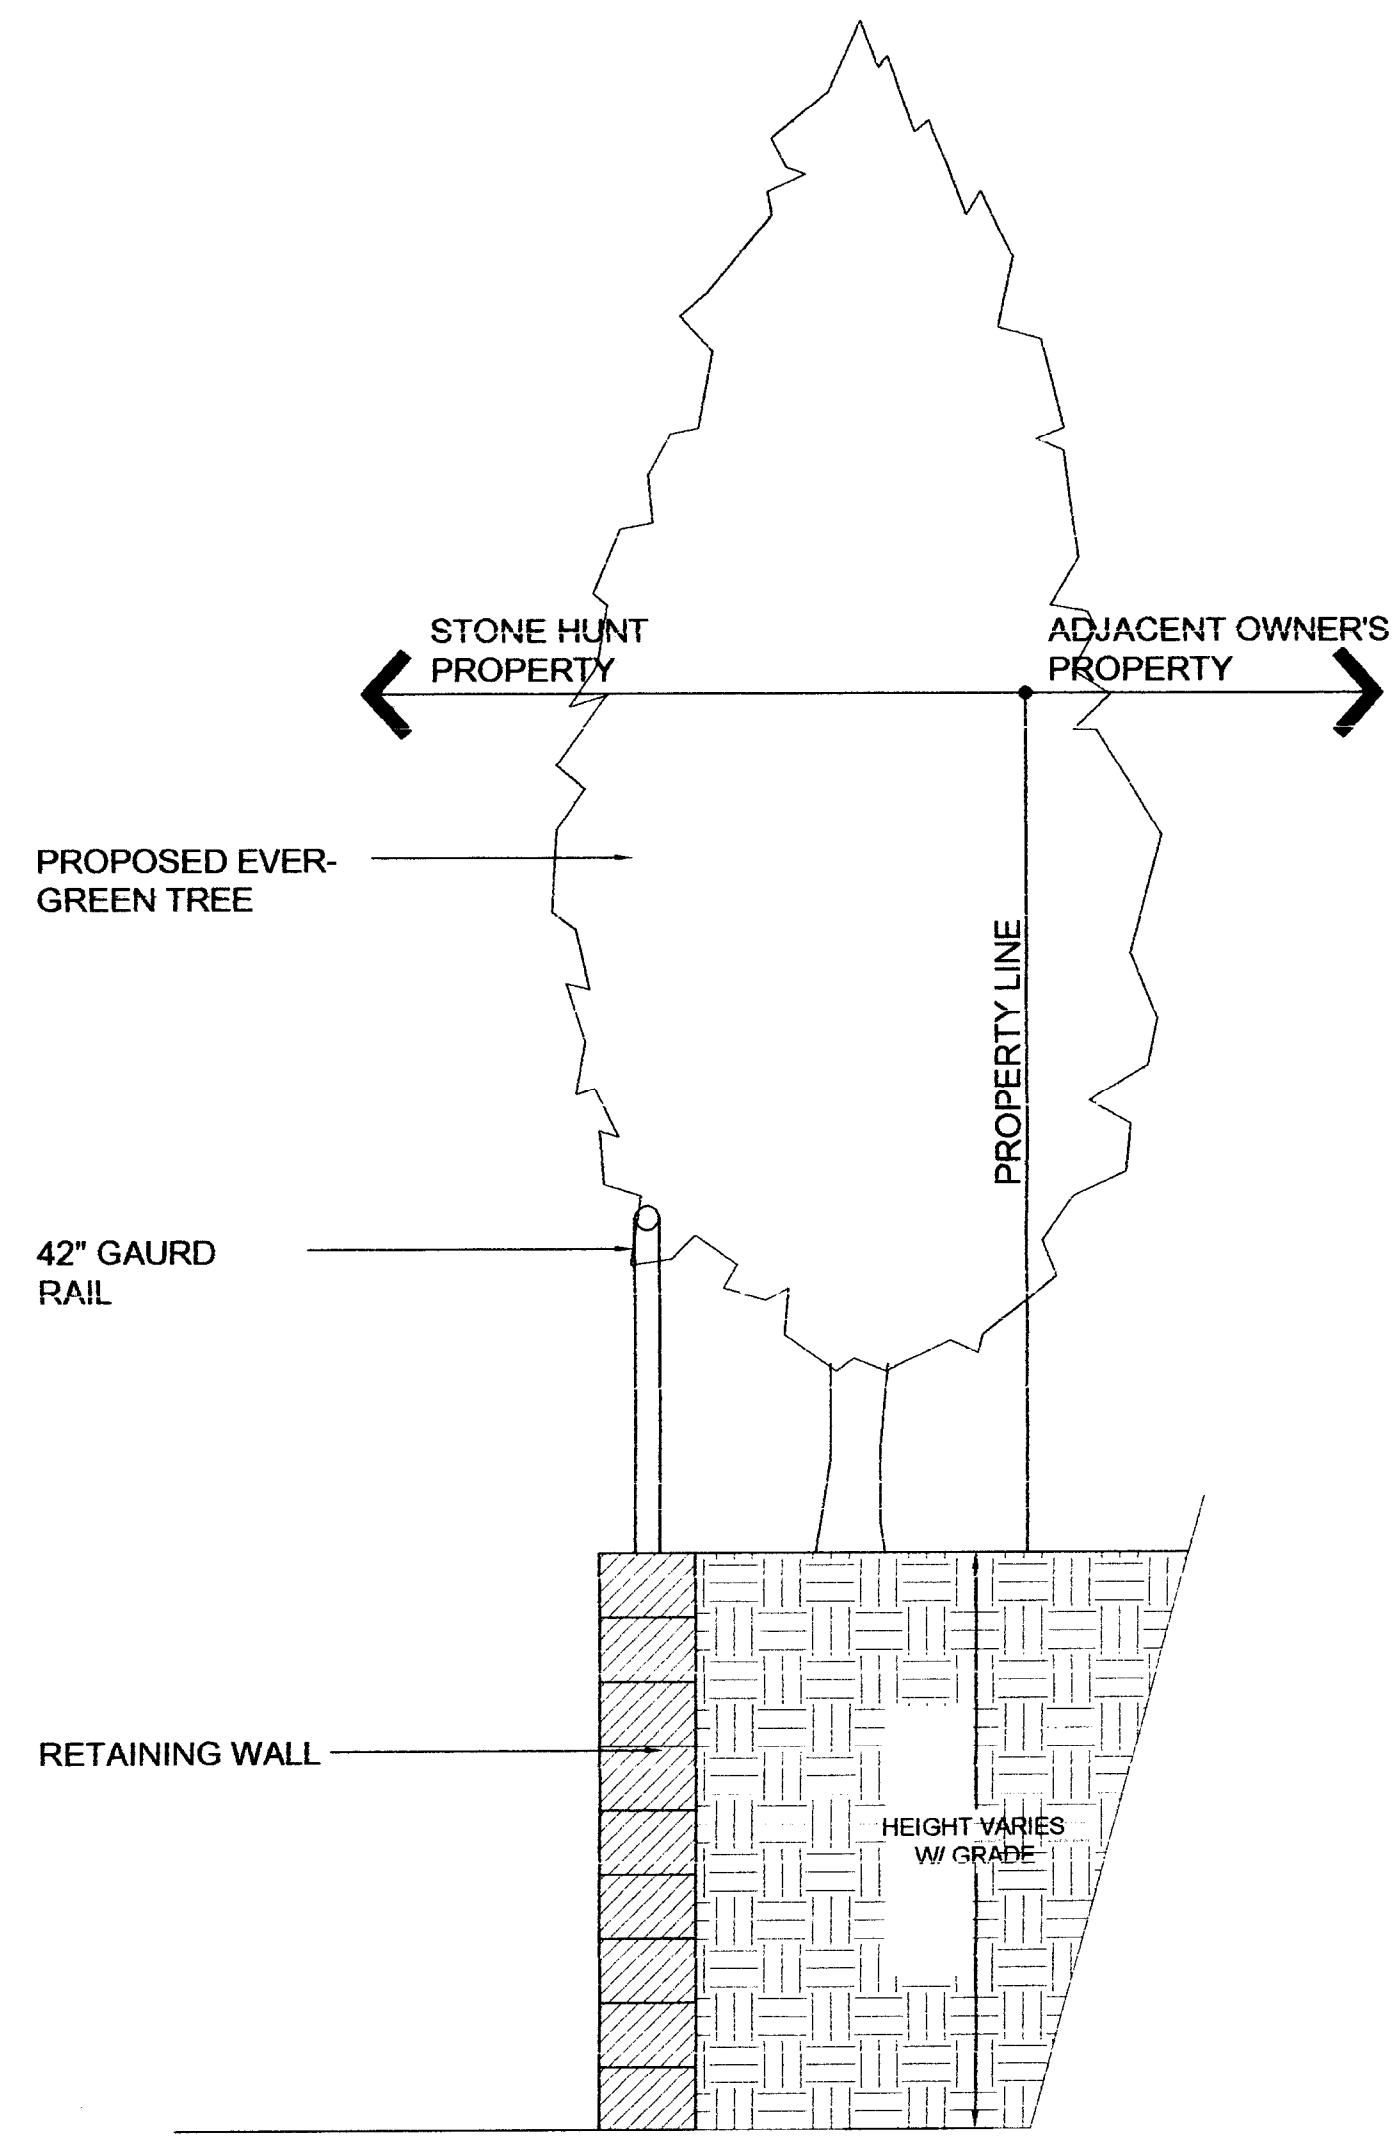 STONE HUNT
PROPERTY
ADJACENT OWNER'S
PROPERTY
PROPOSED EVER-
GREEN TREE
PROPERTY LINE
42" GAURD
RAIL
RETAINING WALL
HEIGHT VARIES
W/ GRADE